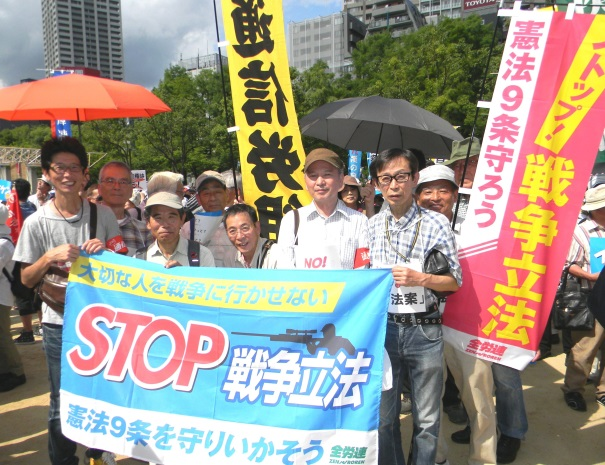 TOYOTA
通信労組
憲法9条守ろう
ストップ!戦争立法
全労連
ZENROREN
NO!
法案」
大切な人を戦争に行かせない
STOP
戦争立法
憲法9条を守りいかそう
全労連
ZENROREN